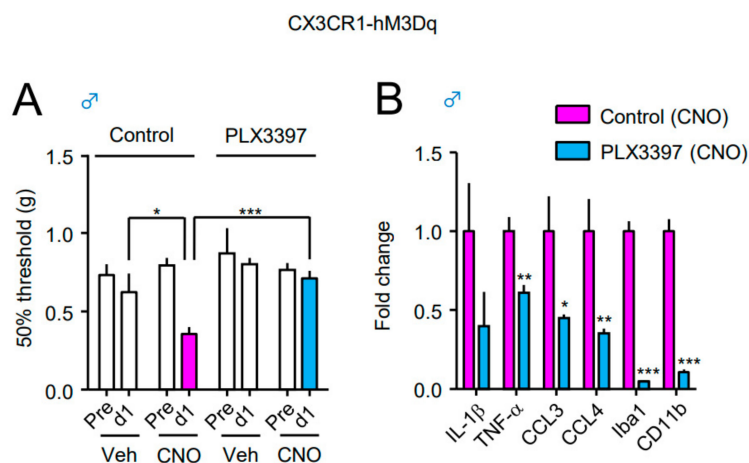 CX3CR1-hM3Dq
A ♂
Control PLX3397
50% threshold (g)
1.5
1.0
0.5
0.0
* ***
Pre d1 Pre d1 Pre d1 Pre d1
Veh CNO Veh CNO
B ♂
Control (CNO)
PLX3397 (CNO)
Fold change
1.5
1.0
0.5
0.0
** * ** *** ***
IL-1β TNF-α CCL3 CCL4 Iba1 CD11b